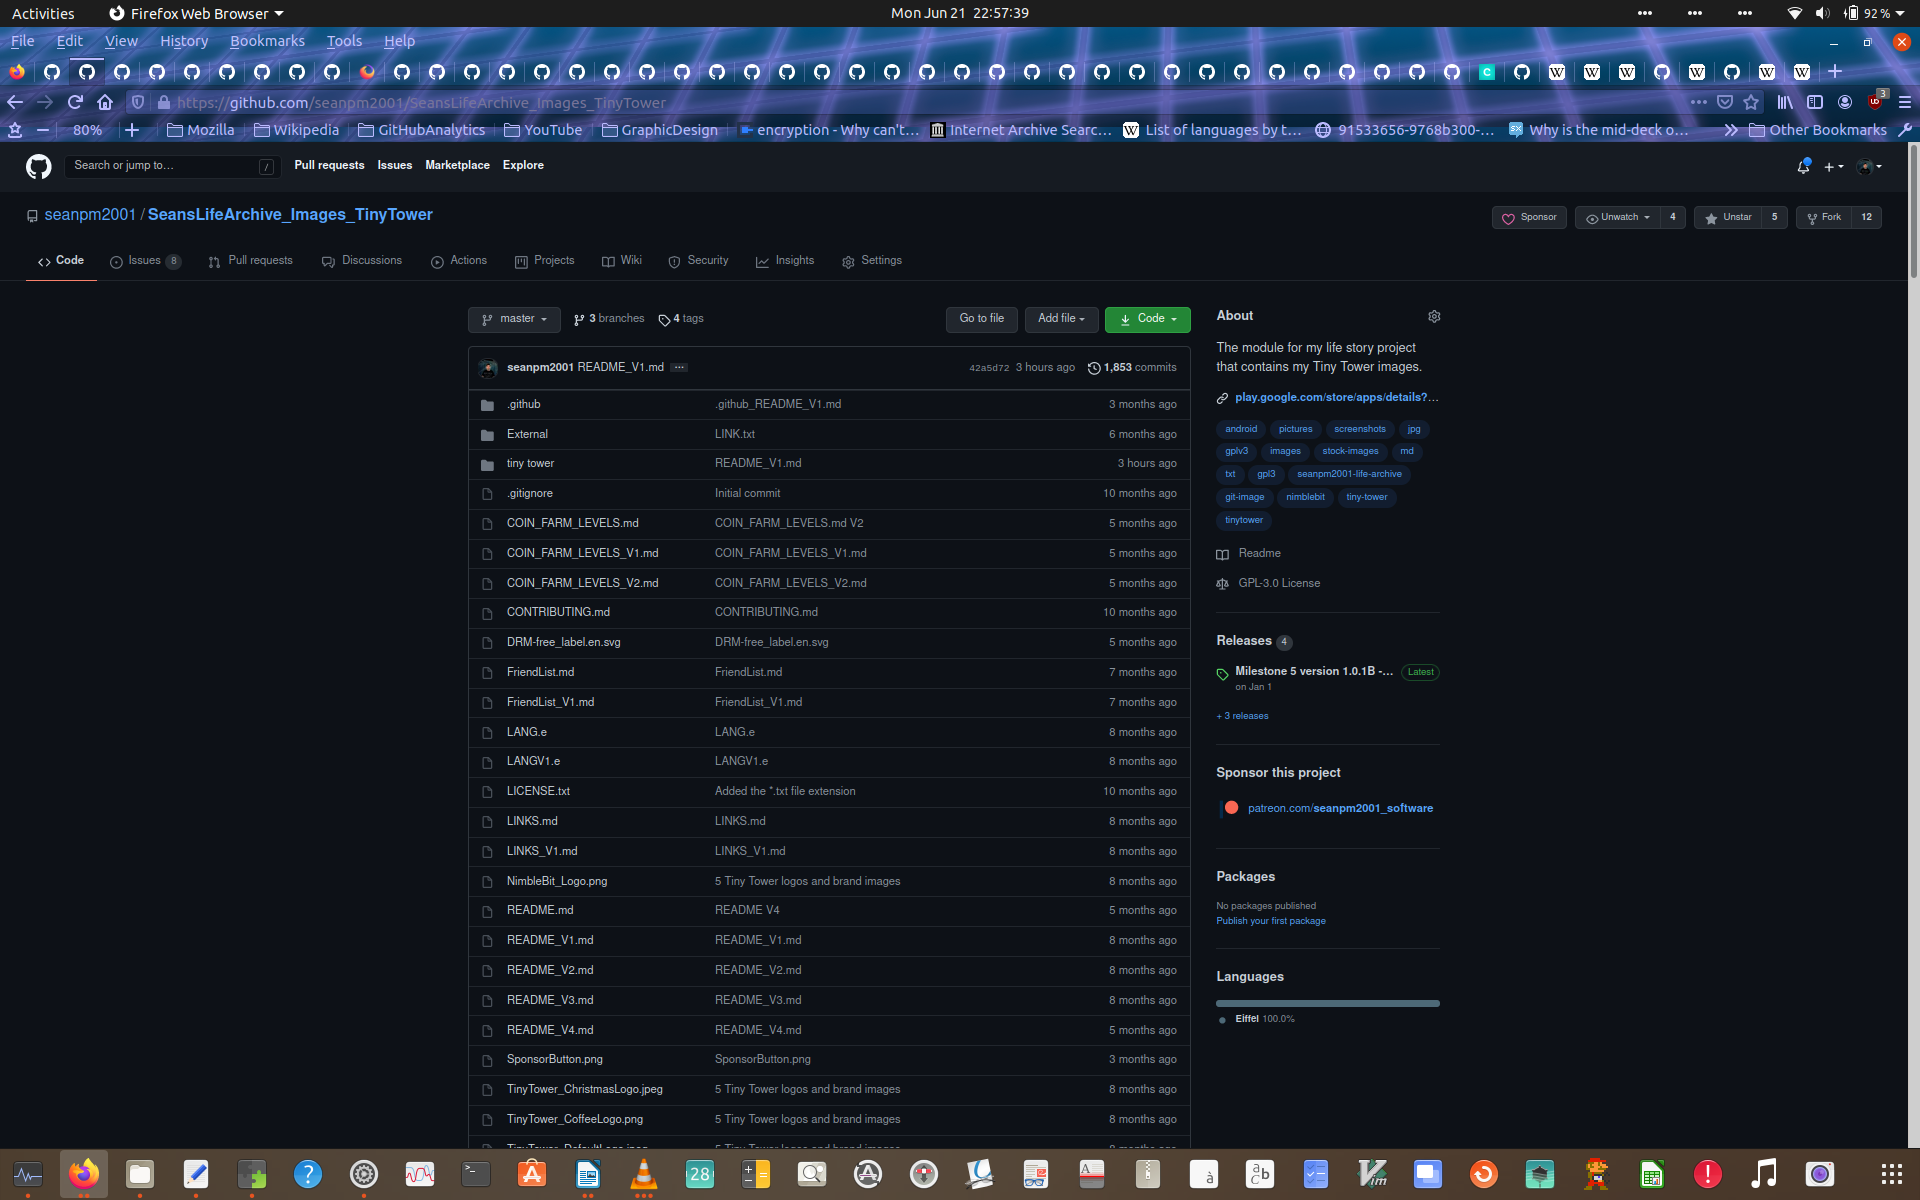 Activities Firefox Web Browser Mon Jun 21 22:57:39 92 %
File Edit View History Bookmarks Tools Help
https://github.com/seanpm2001/SeansLifeArchive_Images_TinyTower 3
80% Mozilla Wikipedia GitHubAnalytics YouTube GraphicDesign encryption - Why can't... Internet Archive Searc... List of languages by t... 91533656-9768b300-... Why is the mid-deck o... Other Bookmarks
Search or jump to... / Pull requests Issues Marketplace Explore
seanpm2001 / SeansLifeArchive_Images_TinyTower Sponsor Unwatch 4 Unstar 5 Fork 12
Code Issues 8 Pull requests Discussions Actions Projects Wiki Security Insights Settings
master 3 branches 4 tags Go to file Add file Code
seanpm2001 README_V1.md ... 42a5d72 3 hours ago 1,853 commits
.github .github_README_V1.md 3 months ago
External LINK.txt 6 months ago
tiny tower README_V1.md 3 hours ago
.gitignore Initial commit 10 months ago
COIN_FARM_LEVELS.md COIN_FARM_LEVELS.md V2 5 months ago
COIN_FARM_LEVELS_V1.md COIN_FARM_LEVELS_V1.md 5 months ago
COIN_FARM_LEVELS_V2.md COIN_FARM_LEVELS_V2.md 5 months ago
CONTRIBUTING.md CONTRIBUTING.md 10 months ago
DRM-free_label.en.svg DRM-free_label.en.svg 5 months ago
FriendList.md FriendList.md 7 months ago
FriendList_V1.md FriendList_V1.md 7 months ago
LANG.e LANG.e 8 months ago
LANGV1.e LANGV1.e 8 months ago
LICENSE.txt Added the *.txt file extension 10 months ago
LINKS.md LINKS.md 8 months ago
LINKS_V1.md LINKS_V1.md 8 months ago
NimbleBit_Logo.png 5 Tiny Tower logos and brand images 8 months ago
README.md README V4 5 months ago
README_V1.md README_V1.md 8 months ago
README_V2.md README_V2.md 8 months ago
README_V3.md README_V3.md 8 months ago
README_V4.md README_V4.md 5 months ago
SponsorButton.png SponsorButton.png 3 months ago
TinyTower_ChristmasLogo.jpeg 5 Tiny Tower logos and brand images 8 months ago
TinyTower_CoffeeLogo.png 5 Tiny Tower logos and brand images 8 months ago
About
The module for my life story project
that contains my Tiny Tower images.
play.google.com/store/apps/details?...
android pictures screenshots jpg
gplv3 images stock-images md
txt gpl3 seanpm2001-life-archive
git-image nimblebit tiny-tower
tinytower
Readme
GPL-3.0 License
Releases 4
Milestone 5 version 1.0.1B -... Latest
on Jan 1
+ 3 releases
Sponsor this project
patreon.com/seanpm2001_software
Packages
No packages published
Publish your first package
Languages
Eiffel 100.0%
28